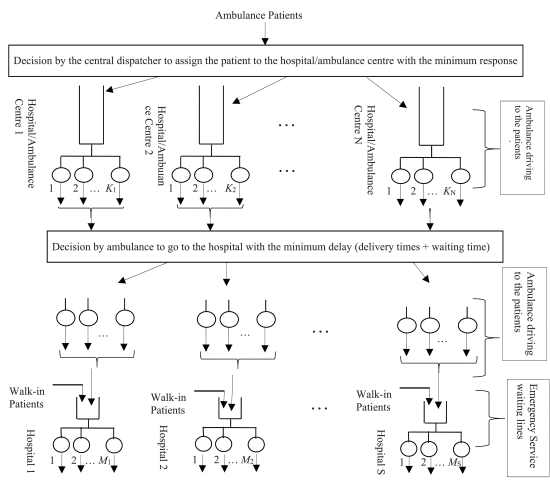 Ambulance Patients
Decision by the central dispatcher to assign the patient to the hospital/ambulance centre with the minimum response
Hospital/Ambulance
Centre 1
Hospital/Ambulan
ce Centre 2
Hospital/Ambulance
Centre N
Ambulance driving
to the patients
...
...
1 2 ... K1
1 2 ... K2
1 2 ... KN
Decision by ambulance to go to the hospital with the minimum delay (delivery times + waiting time)
Ambulance driving
to the patients
... ... ... ...
Walk-in
Patients
Walk-in
Patients
Walk-in
Patients
...
Emergency Service
waiting lines
Hospital 1
Hospital 2
Hospital S
1 2 ... M1
1 2 ... M2
1 2 ... MS